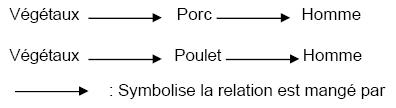 Végétaux Porc Homme
Végétaux Poulet Homme
: Symbolise la relation est mangé par